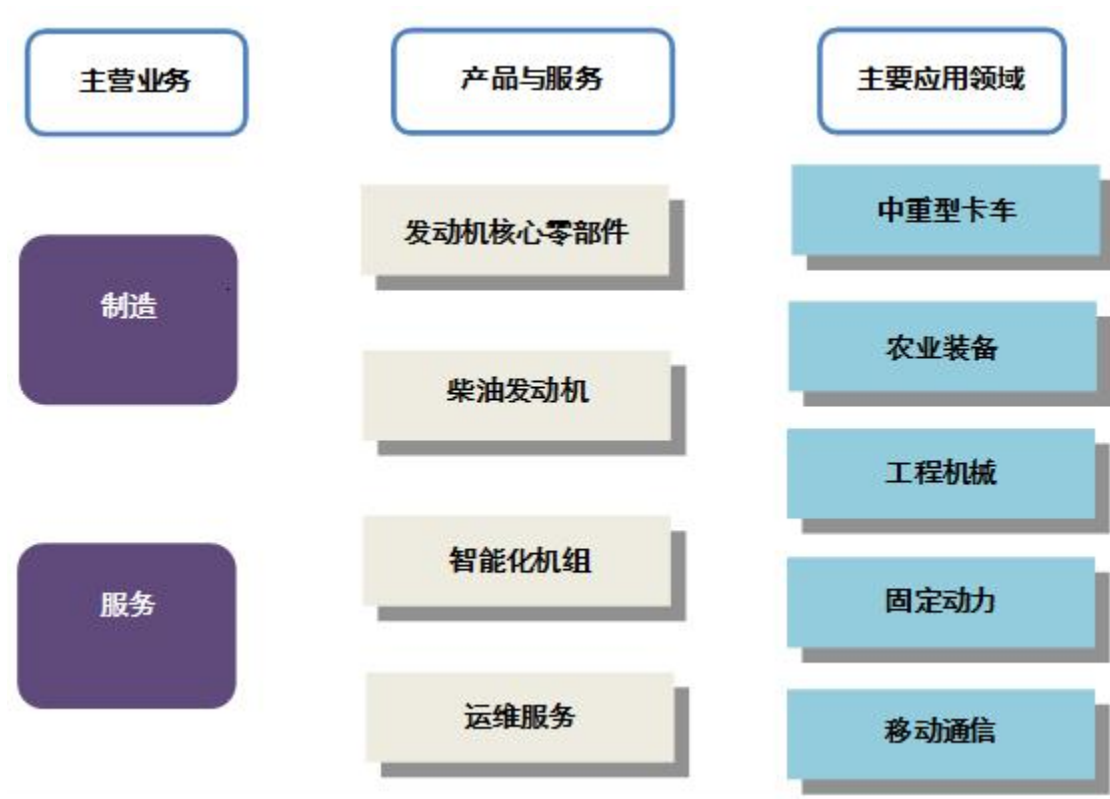 主营业务
产品与服务
主要应用领域
制造
服务
发动机核心零部件
柴油发动机
智能化机组
运维服务
中重型卡车
农业装备
工程机械
固定动力
移动通信